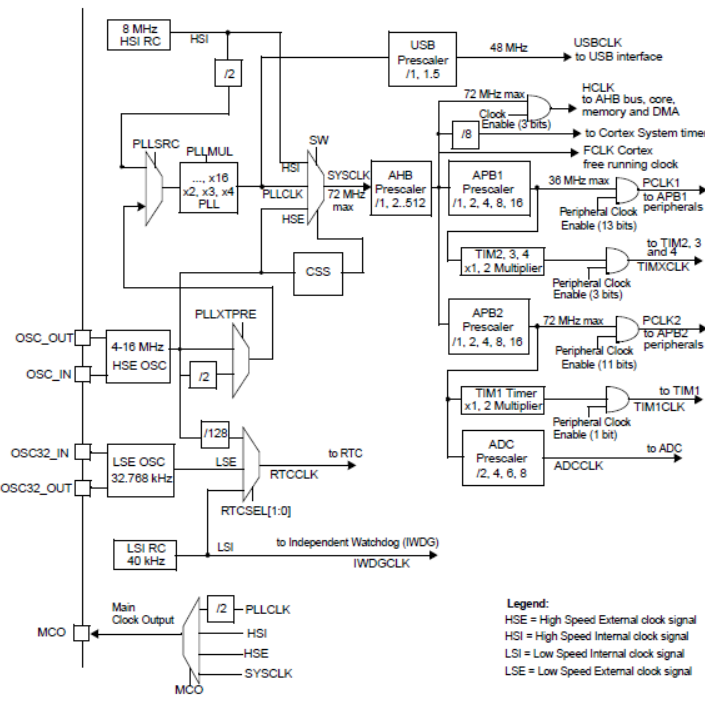 8 MHz
HSI RC
HSI
/2
USB
Prescaler
/1, 1.5
48 MHz
USBCLK
to USB interface
72 MHz max
Clock
Enable (3 bits)
HCLK
to AHB bus, core,
memory and DMA
/8
to Cortex System timer
FCLK Cortex
free running clock
PLLSRC
PLLMUL
..., x16
x2, x3, x4
PLL
SW
HSI
PLLCLK
HSE
SYSCLK
72 MHz
max
AHB
Prescaler
/1, 2..512
APB1
Prescaler
/1, 2, 4, 8, 16
36 MHz max
PCLK1
to APB1
peripherals
Peripheral Clock
Enable (13 bits)
TIM2, 3, 4
x1, 2 Multiplier
to TIM2, 3
and 4
TIMXCLK
Peripheral Clock
Enable (3 bits)
CSS
PLLXTPRE
OSC_OUT
OSC_IN
4-16 MHz
HSE OSC
/2
APB2
Prescaler
/1, 2, 4, 8, 16
72 MHz max
PCLK2
to APB2
peripherals
Peripheral Clock
Enable (11 bits)
TIM1 Timer
x1, 2 Multiplier
to TIM1
TIM1CLK
Peripheral Clock
Enable (1 bit)
ADC
Prescaler
/2, 4, 6, 8
to ADC
ADCCLK
/128
OSC32_IN
OSC32_OUT
LSE OSC
32.768 kHz
LSE
to RTC
RTCCLK
RTCSEL[1:0]
LSI RC
40 kHz
LSI
to Independent Watchdog (IWDG)
IWDGCLK
MCO
Main
Clock Output
/2
PLLCLK
HSI
HSE
SYSCLK
MCO
Legend:
HSE = High Speed External clock signal
HSI = High Speed Internal clock signal
LSI = Low Speed Internal clock signal
LSE = Low Speed External clock signal